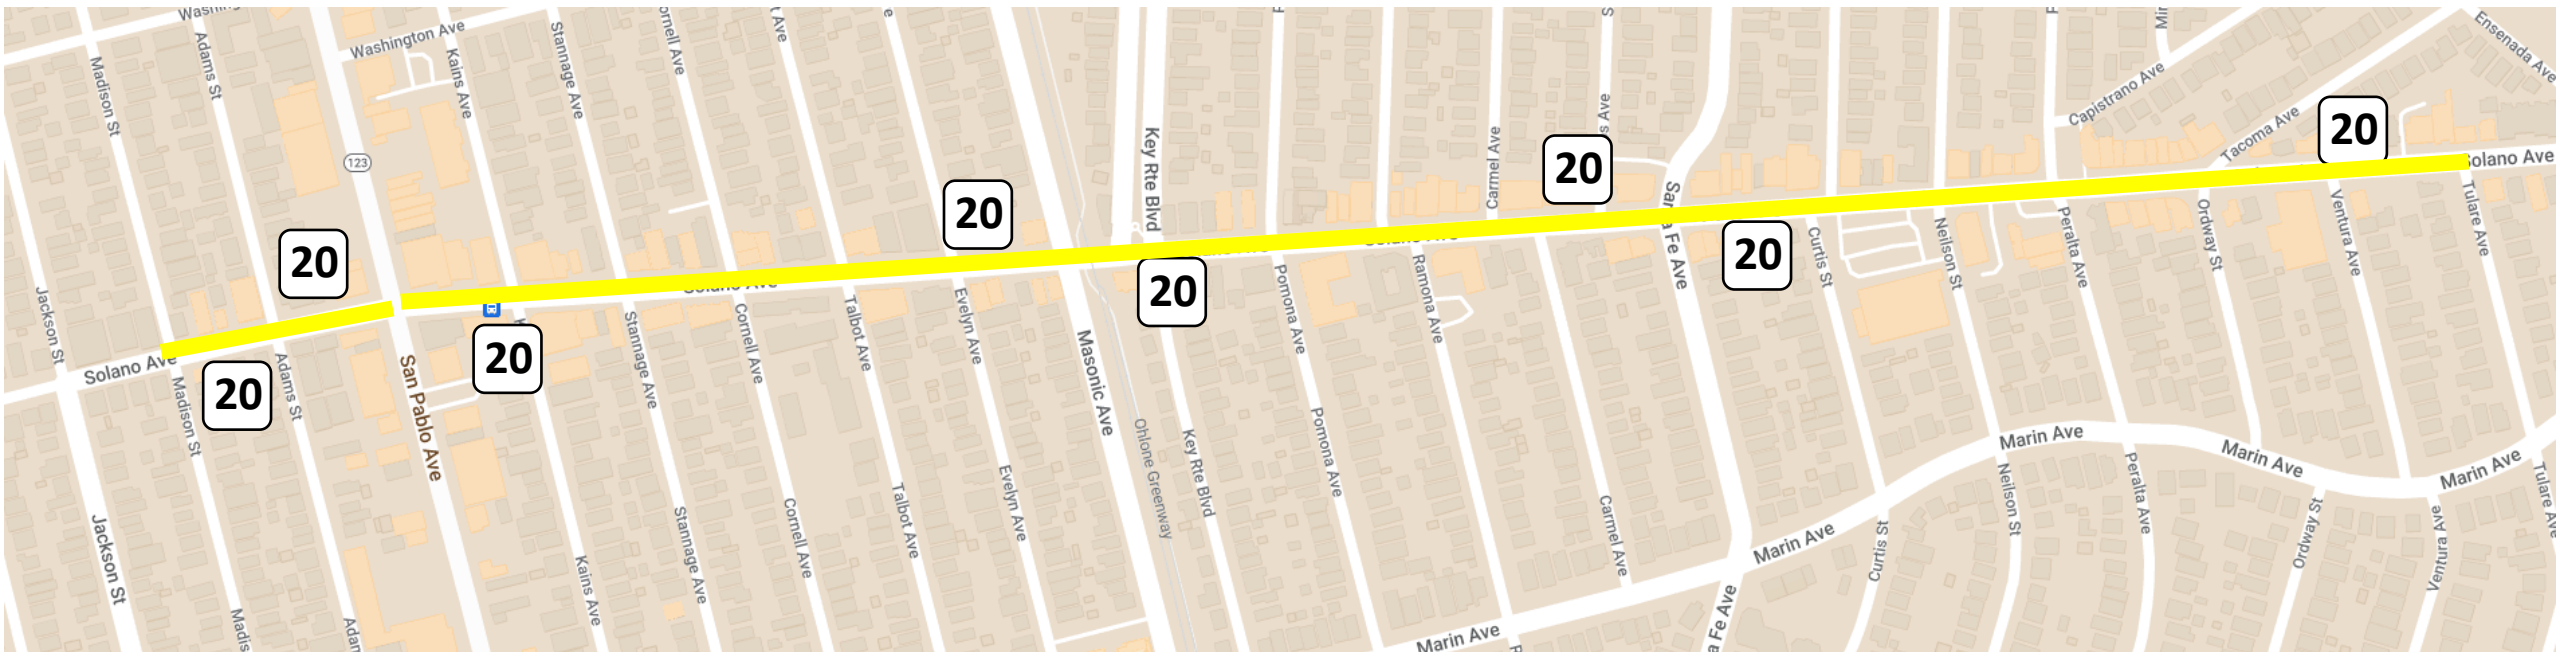 Madison St
Adams St
123
Washington Ave
Kains Ave
Stannage Ave
Key Rte Blvd
Carmel Ave
Capistrano Ave
Tacoma Ave
Ensenada Ave
Solano Ave
20
20
20
20
20
20
20
20
Jackson St
Solano Ave
Madison St
Adams St
San Pablo Ave
Stannage Ave
Cornell Ave
Talbot Ave
Evelyn Ave
Masonic Ave
Pomona Ave
Ramona Ave
Santa Fe Ave
Curtis St
Neilson St
Peralta Ave
Ordway St
Ventura Ave
Tulare Ave
Jackson St
Kains Ave
Stannage Ave
Cornell Ave
Talbot Ave
Evelyn Ave
Ohlone Greenway
Key Rte Blvd
Pomona Ave
Carmel Ave
Marin Ave
Marin Ave
Marin Ave
Marin Ave
Marin Ave
Curtis St
Neilson St
Peralta Ave
Ordway St
Ventura Ave
Tulare Ave